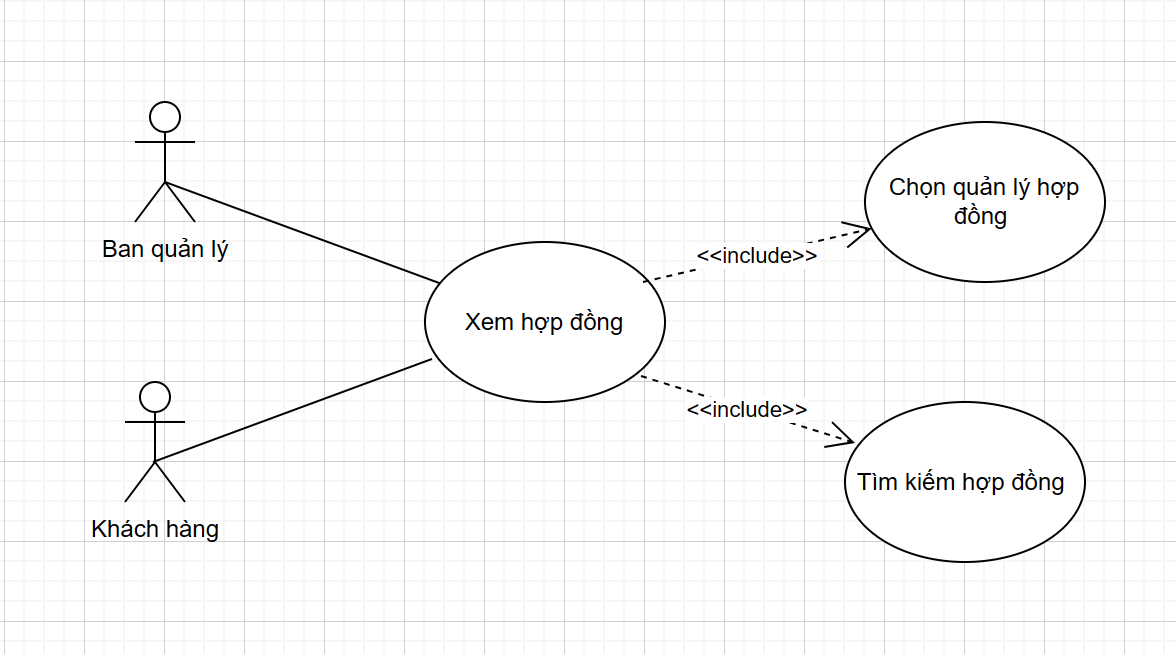 Ban quản lý
Khách hàng
Xem hợp đồng
<<include>>
<<include>>
Chọn quản lý hợp
đồng
Tìm kiếm hợp đồng